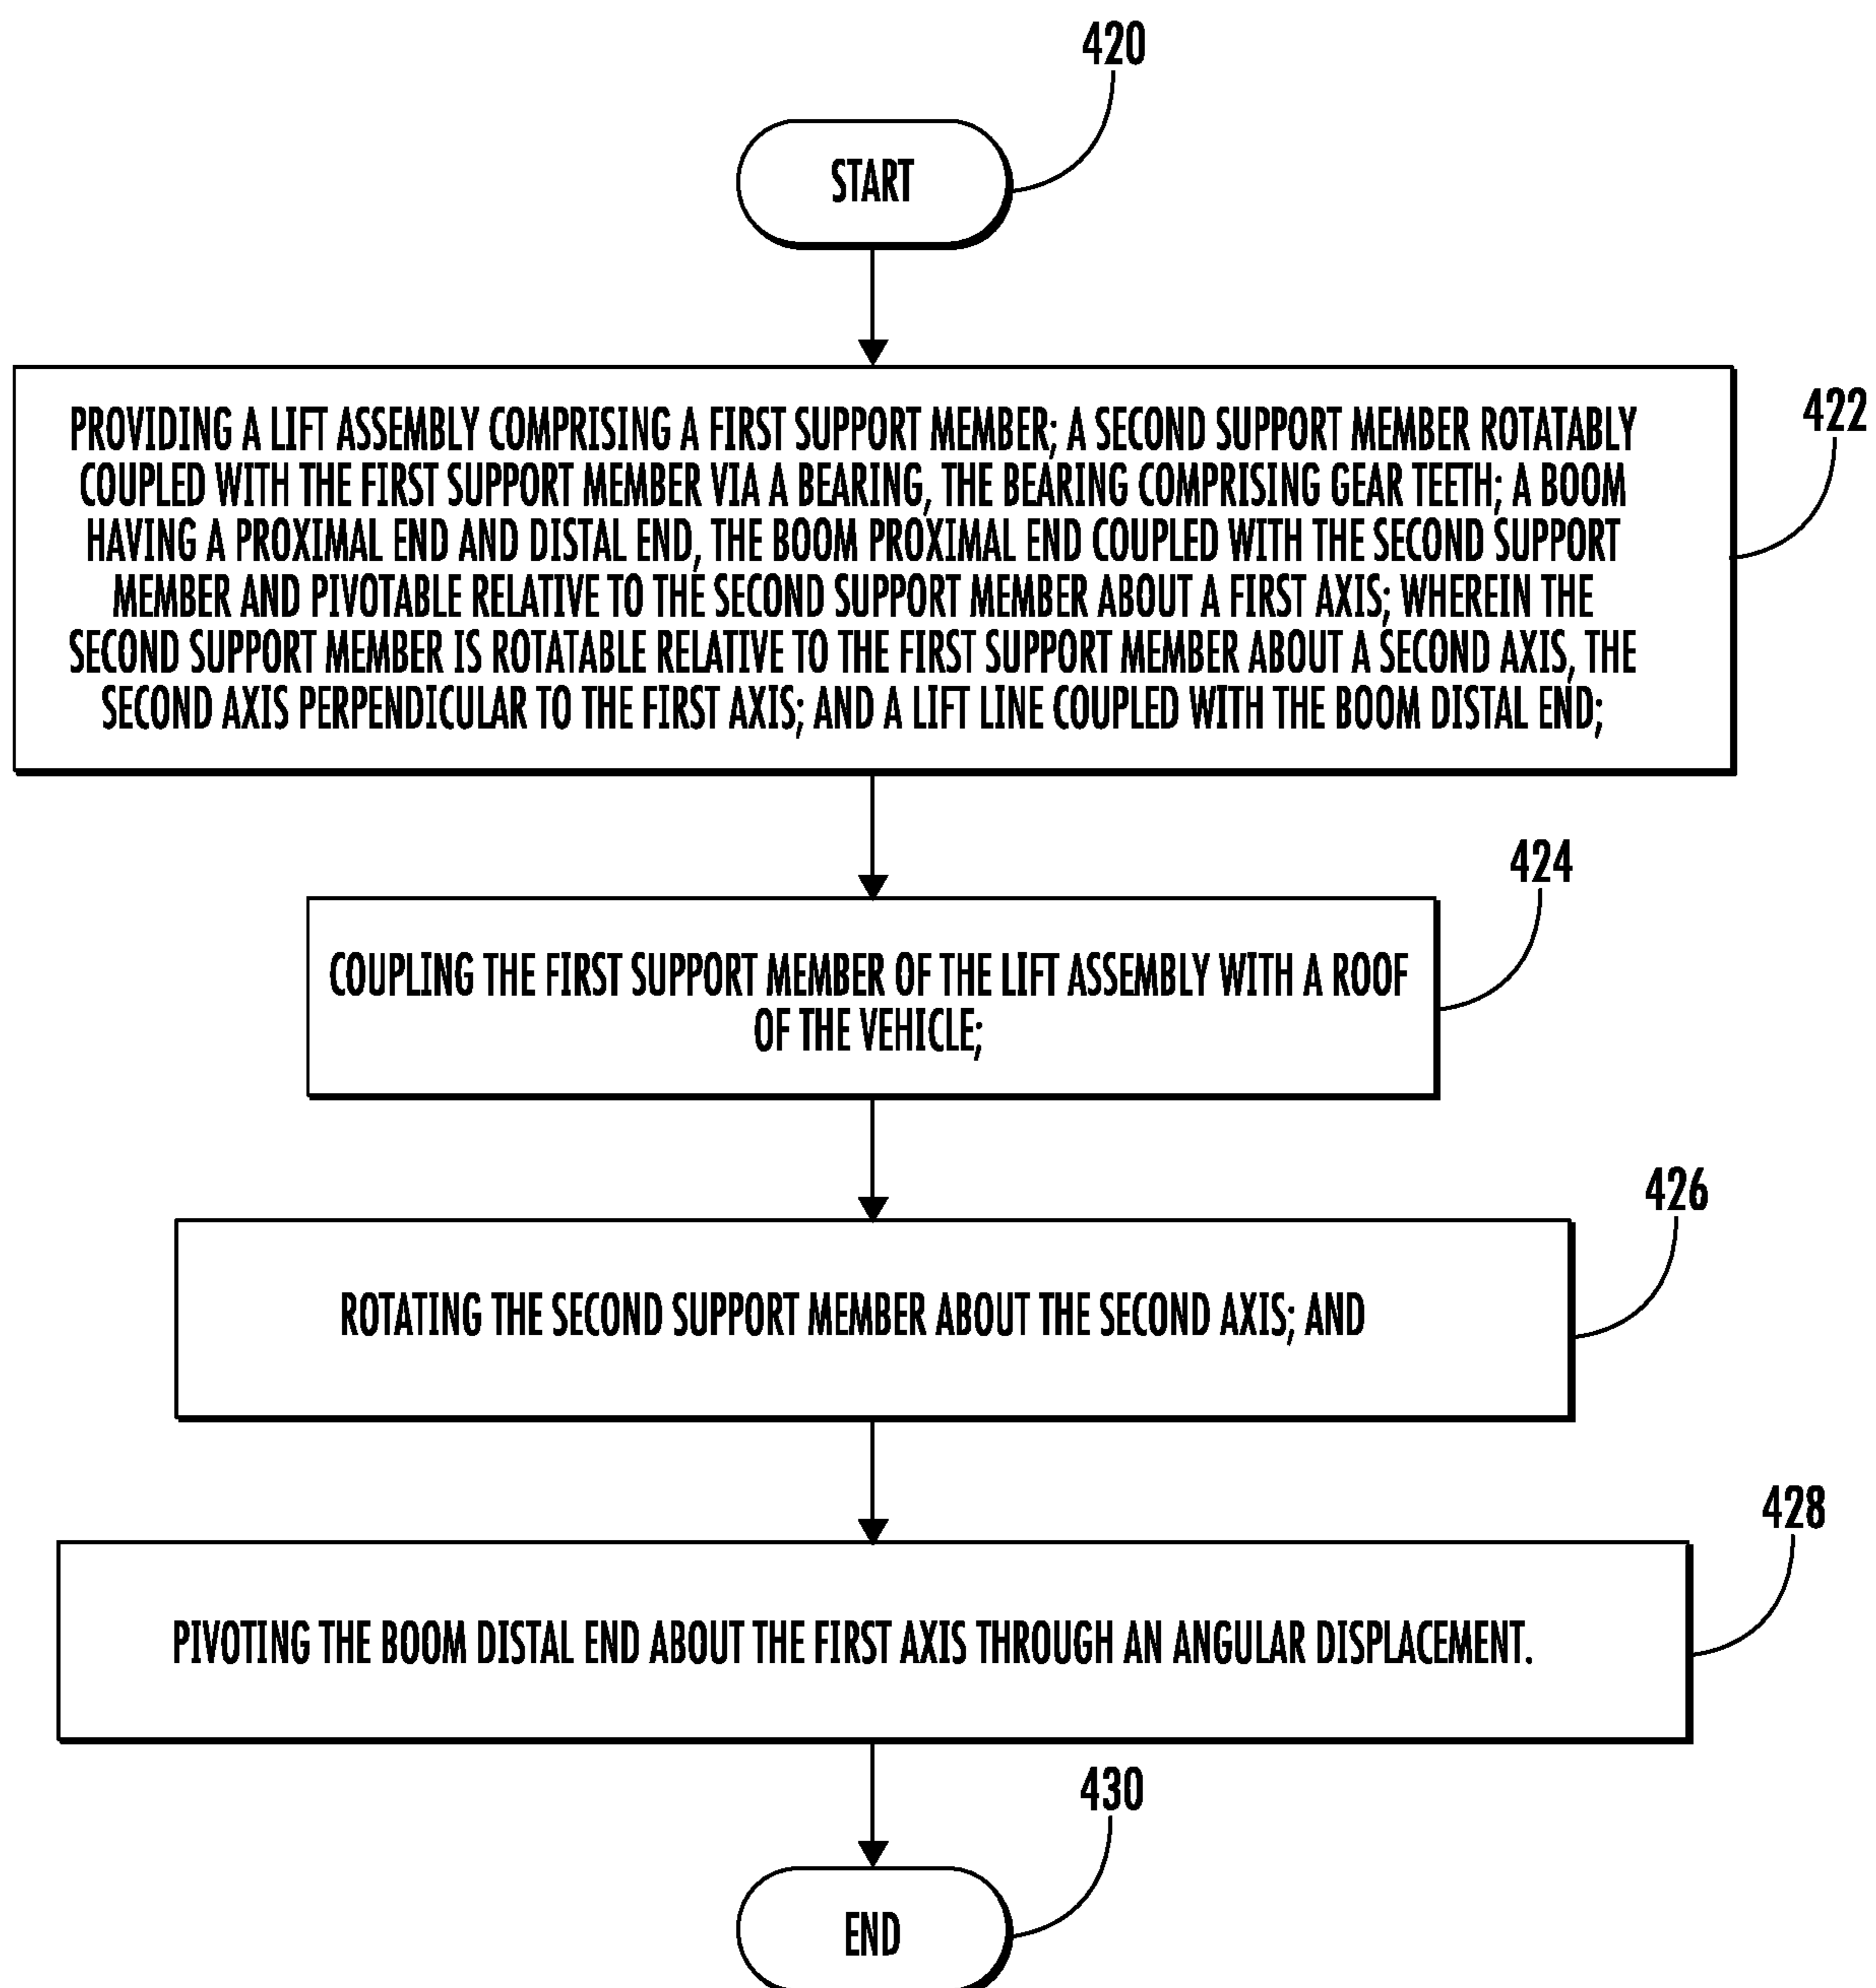 420
START
PROVIDING A LIFT ASSEMBLY COMPRISING A FIRST SUPPORT MEMBER; A SECOND SUPPORT MEMBER ROTATABLY
COUPLED WITH THE FIRST SUPPORT MEMBER VIA A BEARING, THE BEARING COMPRISING GEAR TEETH; A BOOM
HAVING A PROXIMAL END AND DISTAL END, THE BOOM PROXIMAL END COUPLED WITH THE SECOND SUPPORT
MEMBER AND PIVOTABLE RELATIVE TO THE SECOND SUPPORT MEMBER ABOUT A FIRST AXIS; WHEREIN THE
SECOND SUPPORT MEMBER IS ROTATABLE RELATIVE TO THE FIRST SUPPORT MEMBER ABOUT A SECOND AXIS, THE
SECOND AXIS PERPENDICULAR TO THE FIRST AXIS; AND A LIFT LINE COUPLED WITH THE BOOM DISTAL END;
422
424
COUPLING THE FIRST SUPPORT MEMBER OF THE LIFT ASSEMBLY WITH A ROOF
OF THE VEHICLE;
426
ROTATING THE SECOND SUPPORT MEMBER ABOUT THE SECOND AXIS; AND
428
PIVOTING THE BOOM DISTAL END ABOUT THE FIRST AXIS THROUGH AN ANGULAR DISPLACEMENT.
430
END